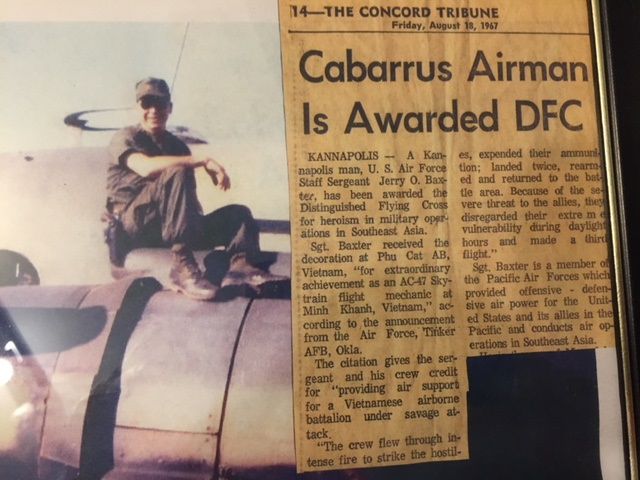 14—THE CONCORD TRIBUNE
Friday, August 18, 1967
Cabarrus Airman
Is Awarded DFC
KANNAPOLIS — A Kan-
napolis man, U. S. Air Force
Staff Sergeant Jerry O. Bax-
ter, has been awarded the
Distinguished Flying Cross
for heroism in military oper-
ations in Southeast Asia.
Sgt. Baxter received the
decoration at Phu Cat AB,
Vietnam, "for extraordinary
achievement as an AC-47 Sky-
train flight mechanic at
Minh Khanh, Vietnam," ac-
cording to the announcement
from the Air Force, Tinker
AFB, Okla.
The citation gives the ser-
geant and his crew credit
for "providing air support
for a Vietnamese airborne
battalion under savage at-
tack.
"The crew flew through in-
tense fire to strike the hostil-
es, expended their ammuni-
tion; landed twice, rearm-
ed and returned to the bat-
tle area. Because of the se-
vere threat to the allies, they
disregarded their extre m e
vulnerability during daylight
hours and made a third
flight."
Sgt. Baxter is a member of
the Pacific Air Forces which
provided offensive - defen-
sive air power for the Unit-
ed States and its allies in the
Pacific and conducts air op-
erations in Southeast Asia.